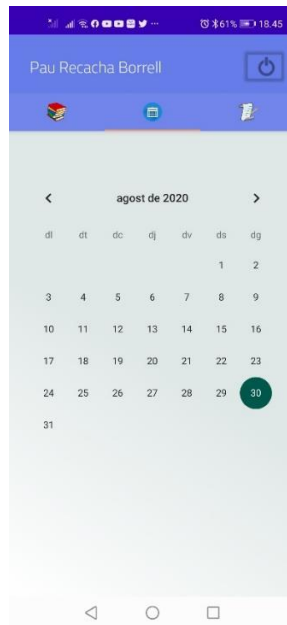 61% 18.45
Pau Recacha Borrell
agost de 2020
dl dt dc dj dv ds dg
1 2
3 4 5 6 7 8 9
10 11 12 13 14 15 16
17 18 19 20 21 22 23
24 25 26 27 28 29 30
31